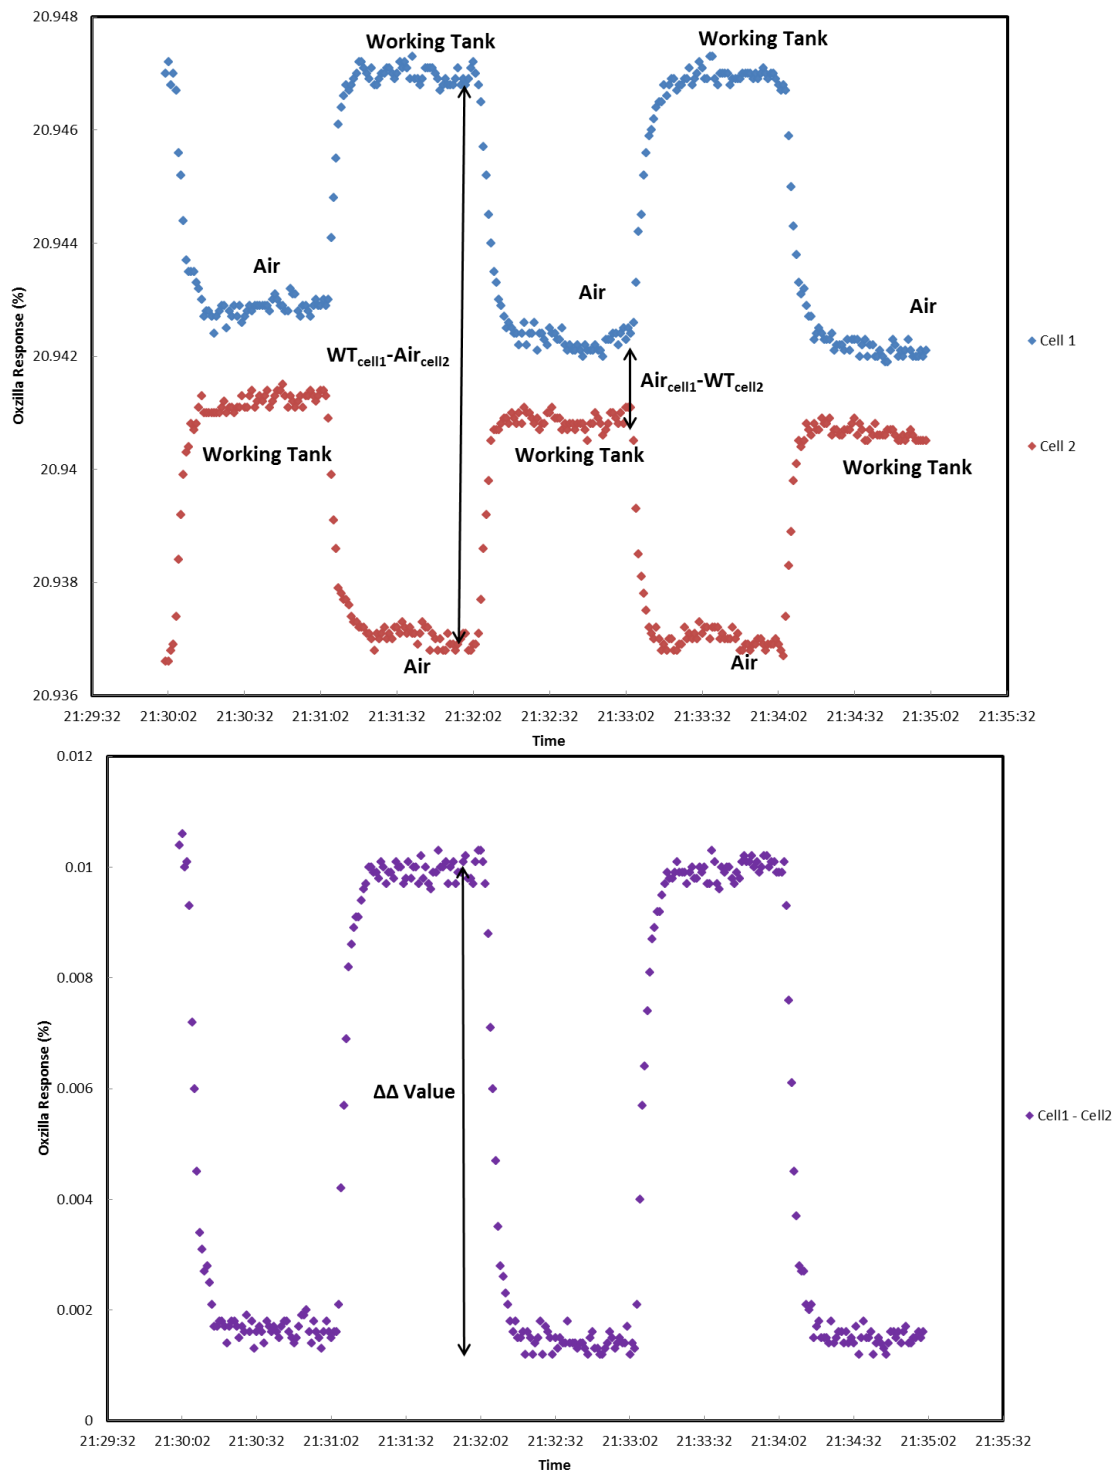 20.948
20.946
20.944
20.942
20.94
20.938
20.936
Oxzilla Response (%)
Working Tank
Working Tank
Air
Air
Air
WT_cell1-Air_cell2
Air_cell1-WT_cell2
Working Tank
Working Tank
Working Tank
Air
Air
Cell 1
Cell 2
21:29:32 21:30:02 21:30:32 21:31:02 21:31:32 21:32:02 21:32:32 21:33:02 21:33:32 21:34:02 21:34:32 21:35:02 21:35:32
Time
0.012
0.01
0.008
0.006
0.004
0.002
0
Oxzilla Response (%)
ΔΔ Value
Cell1 - Cell2
21:29:32 21:30:02 21:30:32 21:31:02 21:31:32 21:32:02 21:32:32 21:33:02 21:33:32 21:34:02 21:34:32 21:35:02 21:35:32
Time